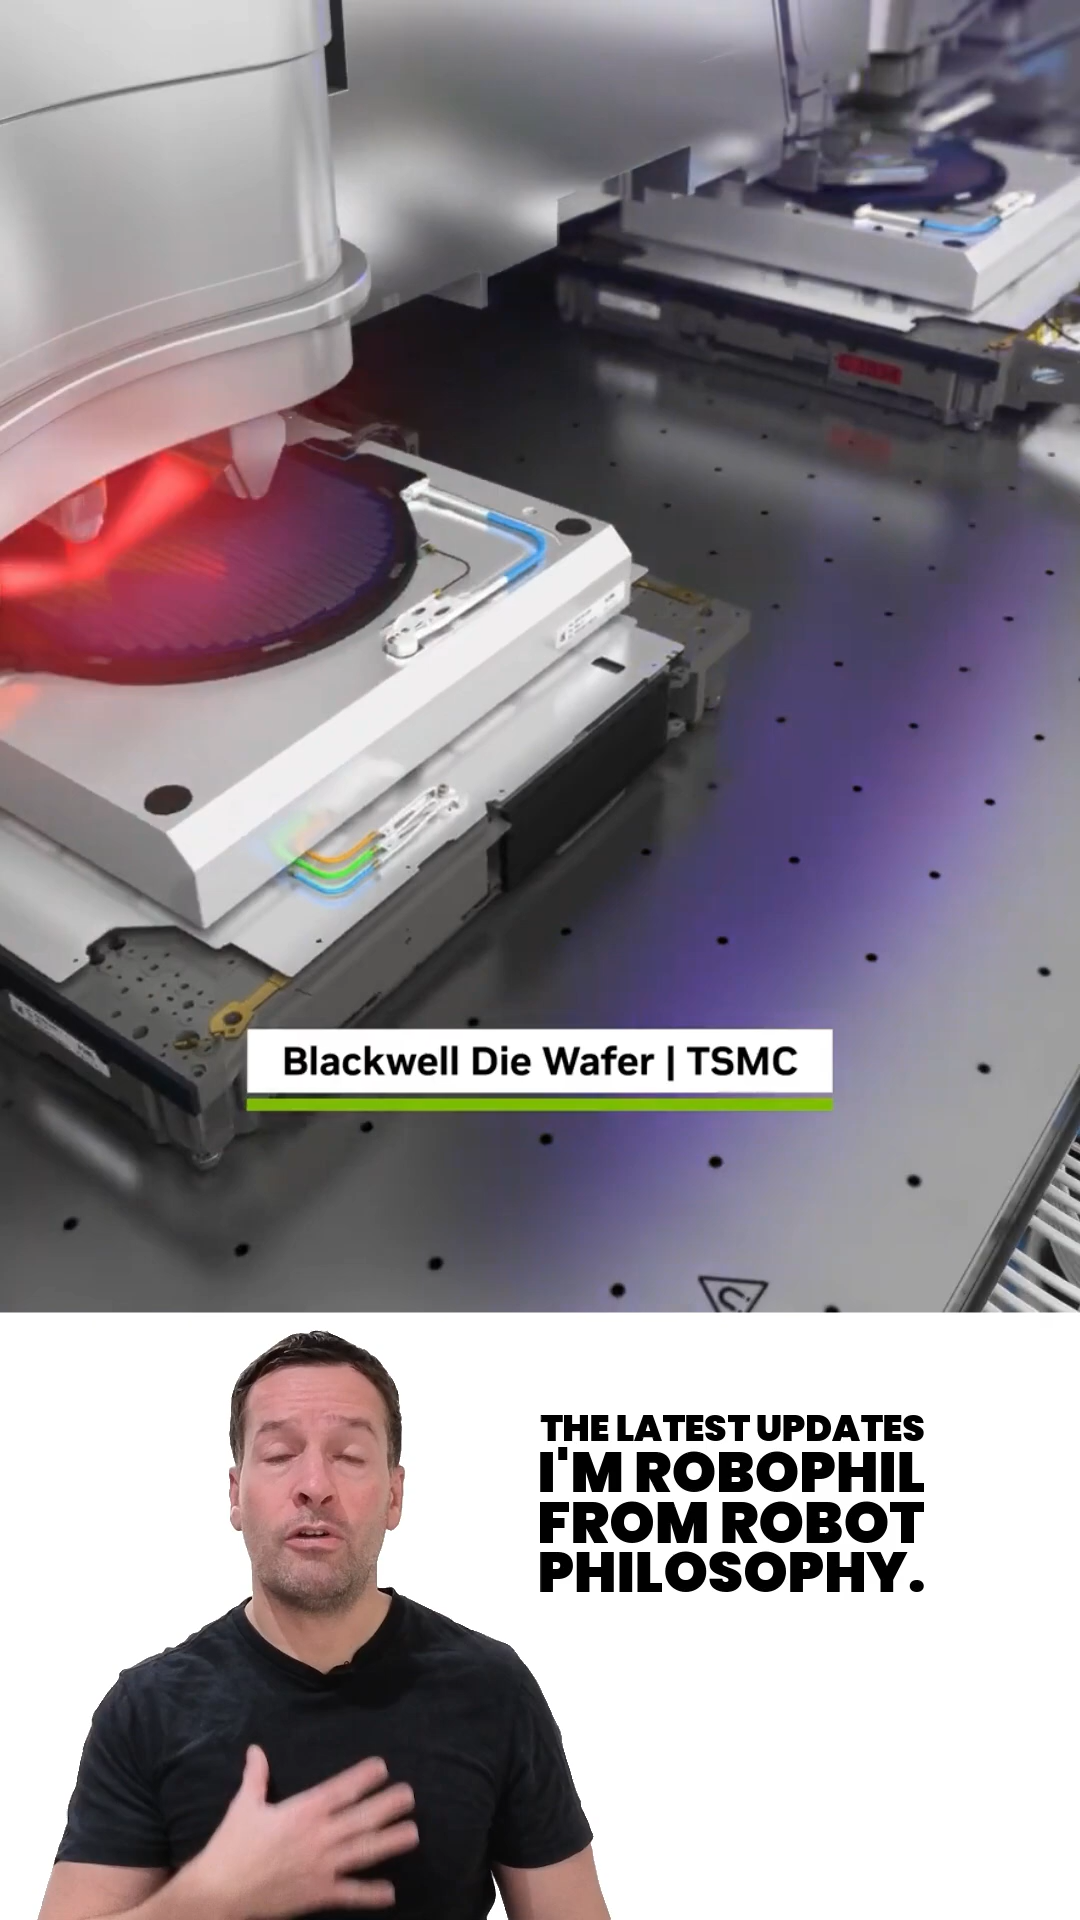 Blackwell Die Wafer | TSMC
THE LATEST UPDATES
I'M ROBOPHIL
FROM ROBOT
PHILOSOPHY.